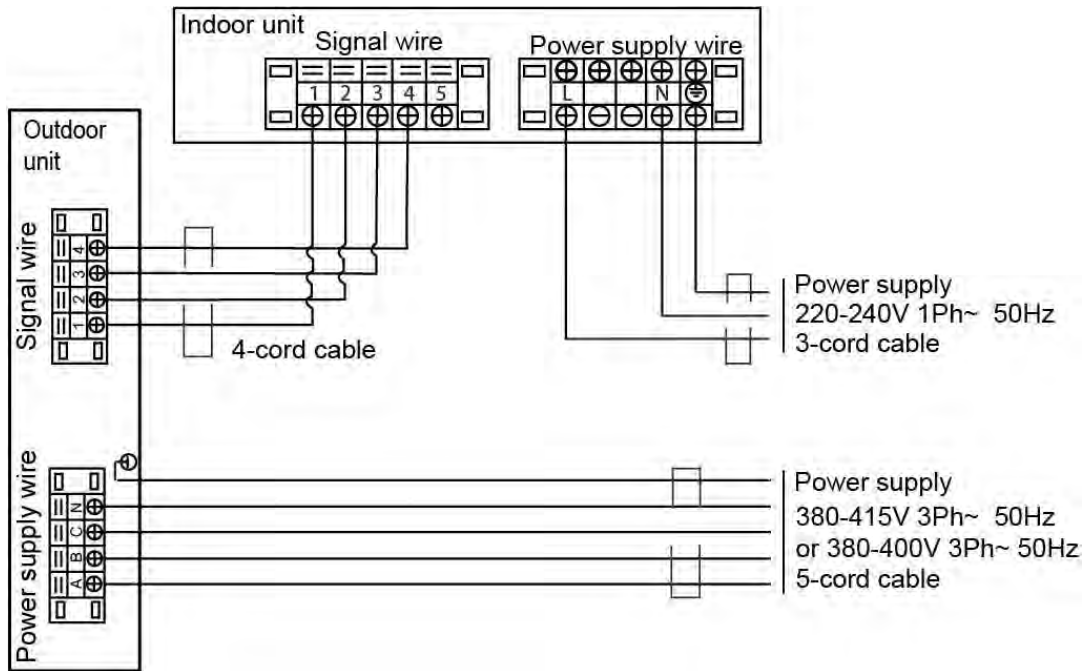 Indoor unit
Signal wire
Power supply wire
1 2 3 4 5
L N
Outdoor
unit
Signal wire
4
3
2
1
4-cord cable
Power supply
220-240V 1Ph~ 50Hz
3-cord cable
Power supply wire
N
C
B
A
Power supply
380-415V 3Ph~ 50Hz
or 380-400V 3Ph~ 50Hz
5-cord cable